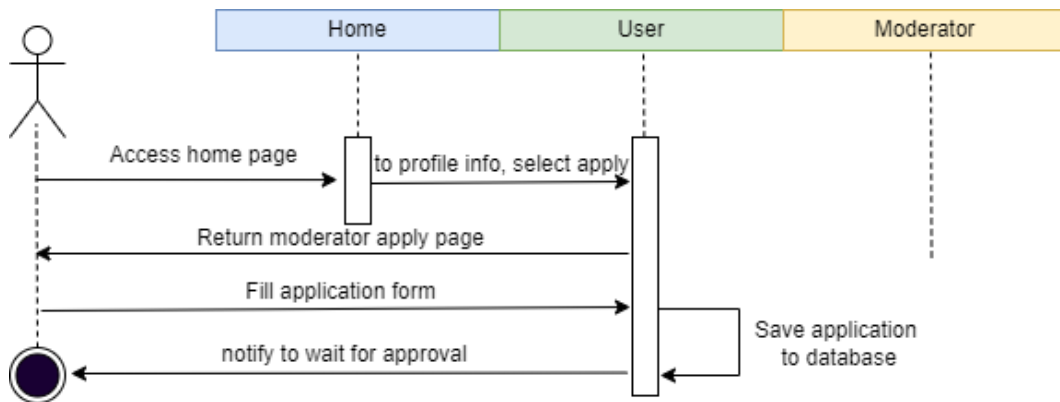 Home
User
Moderator
Access home page
to profile info, select apply
Return moderator apply page
Fill application form
Save application
to database
notify to wait for approval